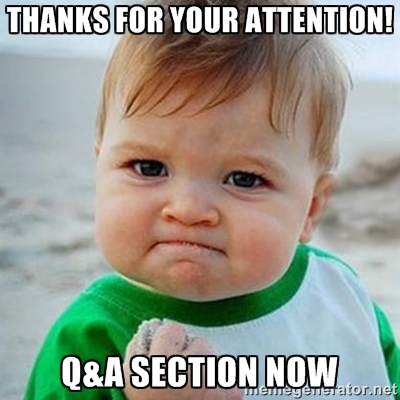 THANKS FOR YOUR ATTENTION!
Q&A SECTION NOW
memegenerator.net